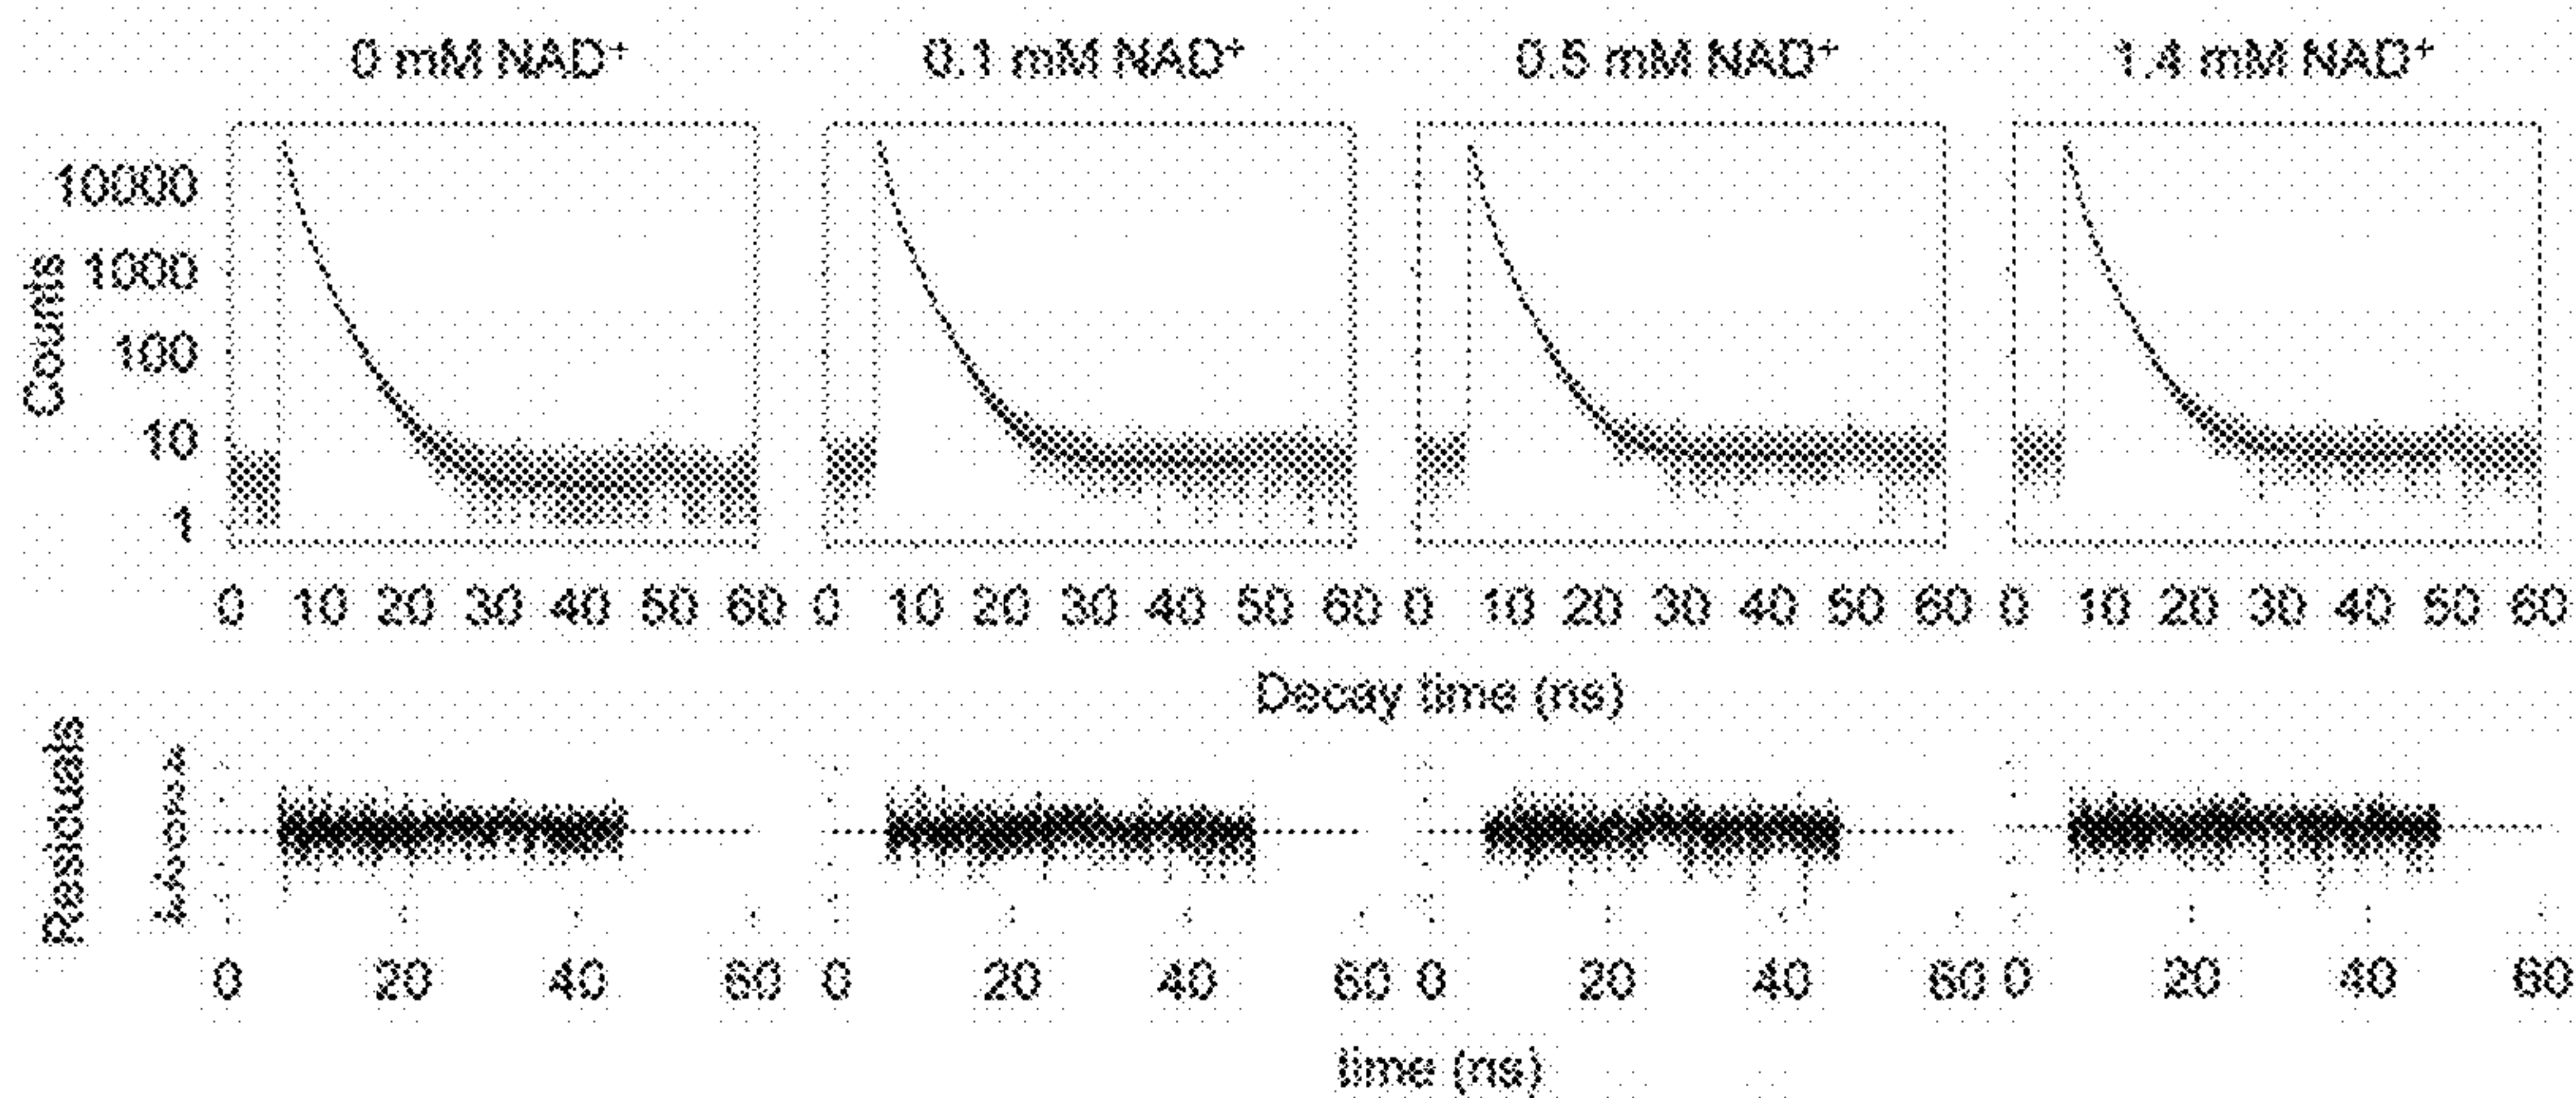 0 mM NAD⁺ 0.1 mM NAD⁺ 0.5 mM NAD⁺ 1.4 mM NAD⁺
Counts
10000
1000
100
10
1
0 10 20 30 40 50 60 0 10 20 30 40 50 60 0 10 20 30 40 50 60 0 10 20 30 40 50 60
Decay time (ns)
Residuals
0 20 40 60 0 20 40 60 0 20 40 60 0 20 40 60
time (ns)